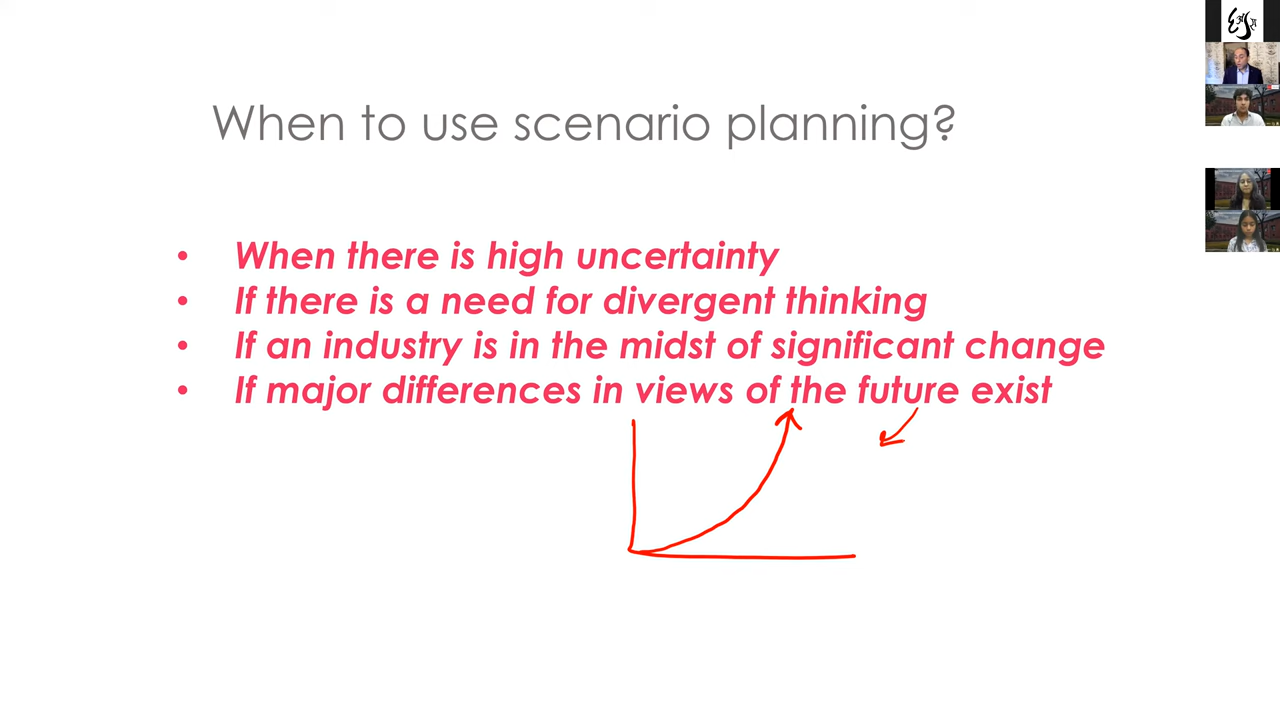 When to use scenario planning?
• When there is high uncertainty
• If there is a need for divergent thinking
• If an industry is in the midst of significant change
• If major differences in views of the future exist